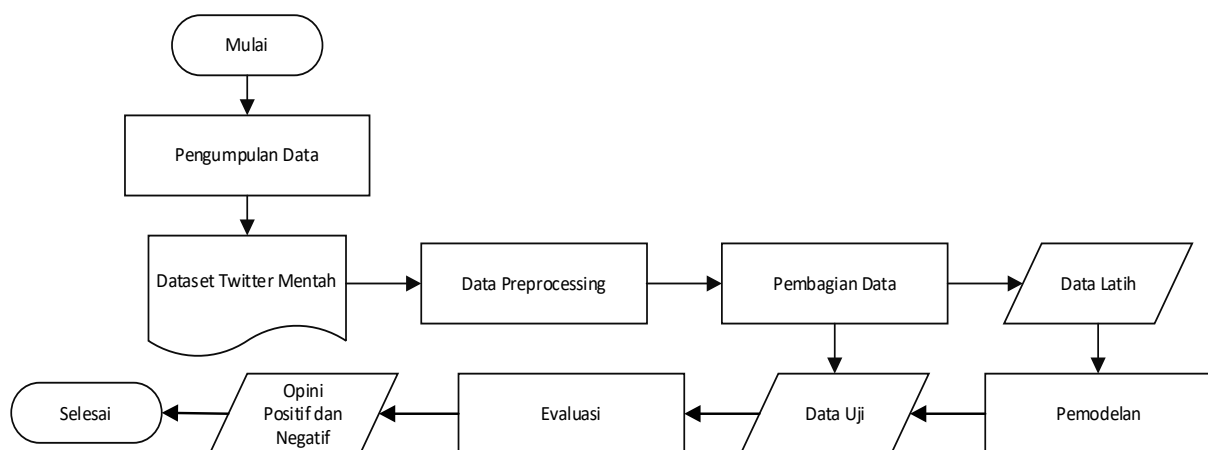 Mulai
Pengumpulan Data
Dataset Twitter Mentah
Data Preprocessing
Pembagian Data
Data Latih
Selesai
Opini
Positif dan
Negatif
Evaluasi
Data Uji
Pemodelan